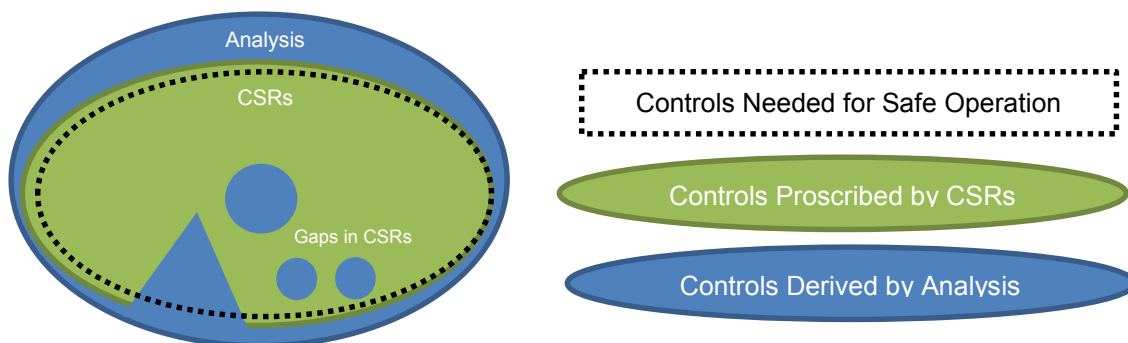 Analysis
CSRs
Gaps in CSRs
Controls Needed for Safe Operation
Controls Proscribed by CSRs
Controls Derived by Analysis